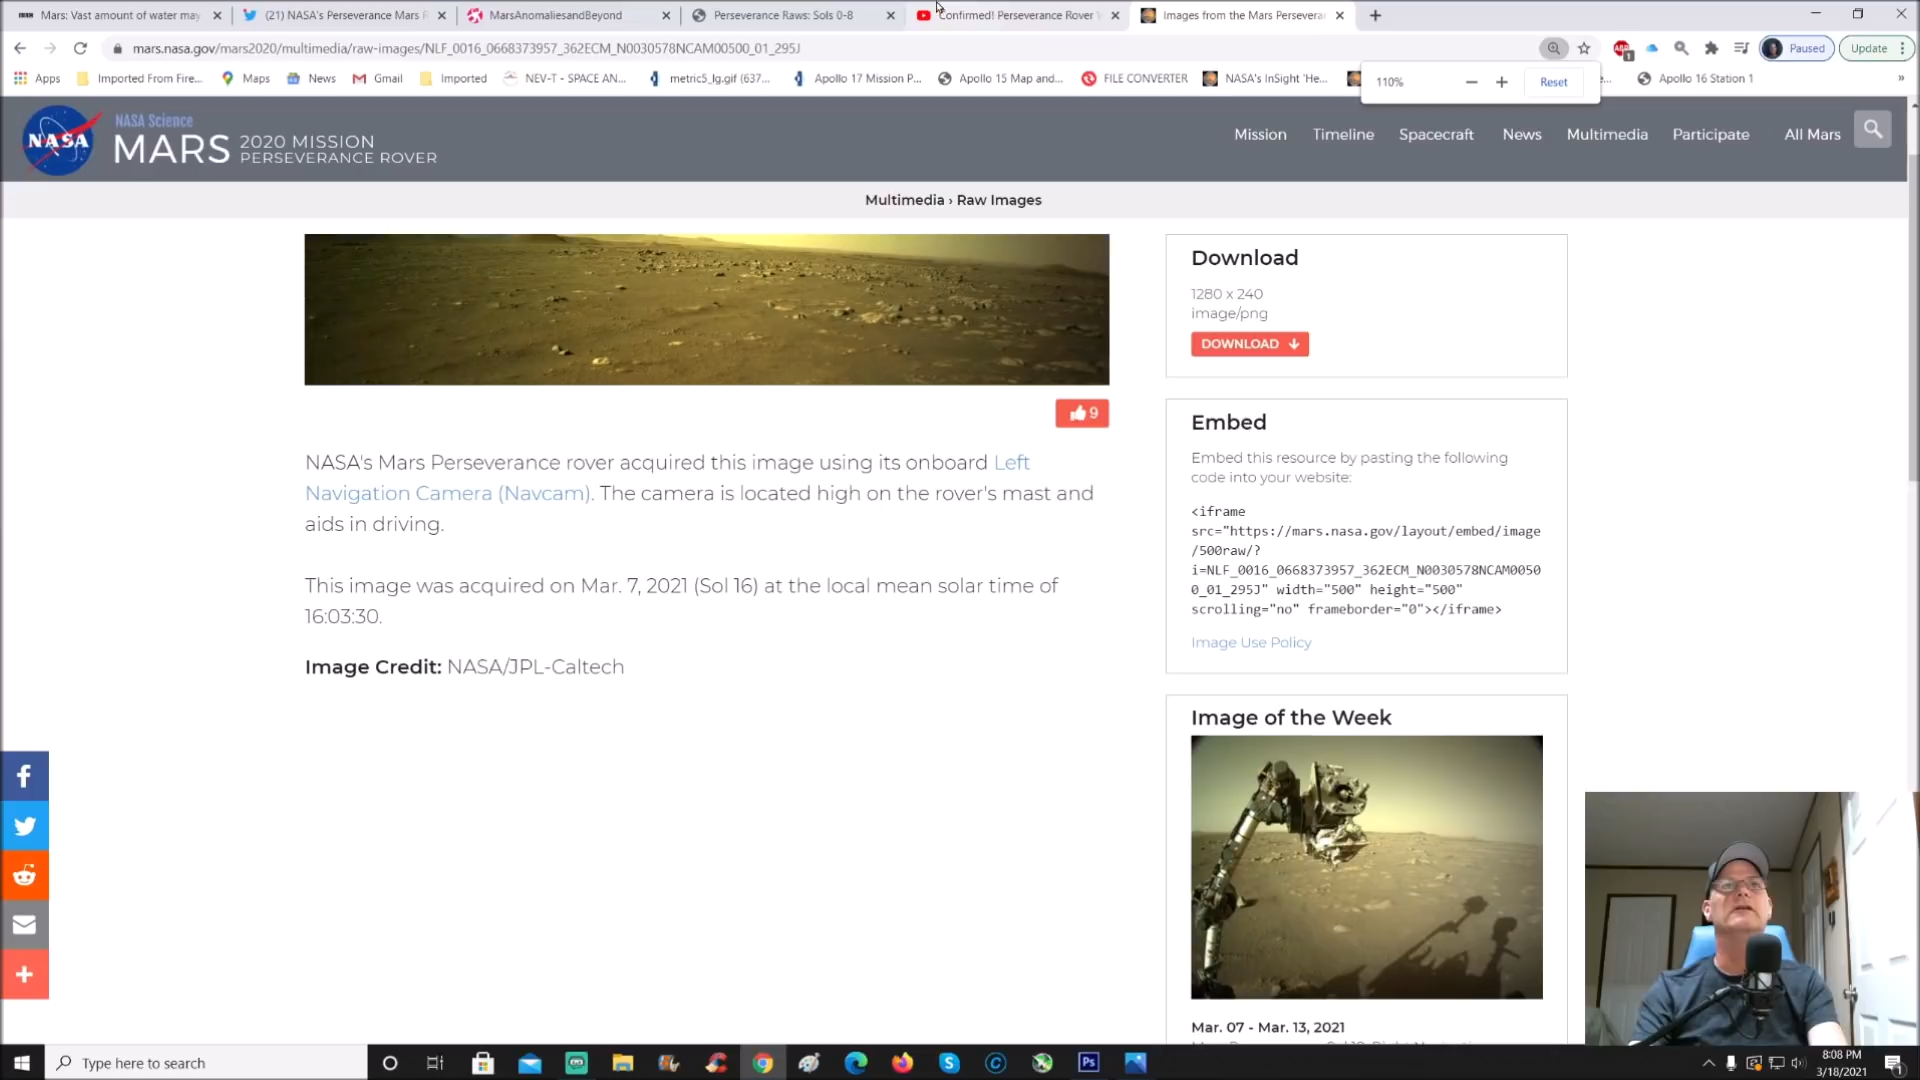 Mars: Vast amount of water may
(21) NASA's Perseverance Mars R
MarsAnomaliesandBeyond
Perseverance Raws: Sols 0-8
Confirmed! Perseverance Rover
Images from the Mars Perseveran
mars.nasa.gov/mars2020/multimedia/raw-images/NLF_0016_0668373957_362ECM_N0030578NCAM00500_01_295J
ABP
1
Paused
Update
Apps
Imported From Fire...
Maps
News
Gmail
Imported
NEV-T - SPACE AN...
metric5_lg.gif (637...
Apollo 17 Mission P...
Apollo 15 Map and...
FILE CONVERTER
NASA's InSight 'He...
Apollo 16 Station 1
»
110%
Reset
NASA
NASA Science
MARS
2020 MISSION
PERSEVERANCE ROVER
Mission
Timeline
Spacecraft
News
Multimedia
Participate
All Mars
Multimedia › Raw Images
9
NASA's Mars Perseverance rover acquired this image using its onboard Left
Navigation Camera (Navcam). The camera is located high on the rover's mast and
aids in driving.
This image was acquired on Mar. 7, 2021 (Sol 16) at the local mean solar time of
16:03:30.
Image Credit: NASA/JPL-Caltech
Download
1280 x 240
image/png
DOWNLOAD
Embed
Embed this resource by pasting the following
code into your website:
<iframe
src="https://mars.nasa.gov/layout/embed/image
/500raw/?
i=NLF_0016_0668373957_362ECM_N0030578NCAM0050
0_01_295J" width="500" height="500"
scrolling="no" frameborder="0"></iframe>
Image Use Policy
Image of the Week
Mar. 07 - Mar. 13, 2021
Type here to search
Ps
8:08 PM
3/18/2021
1